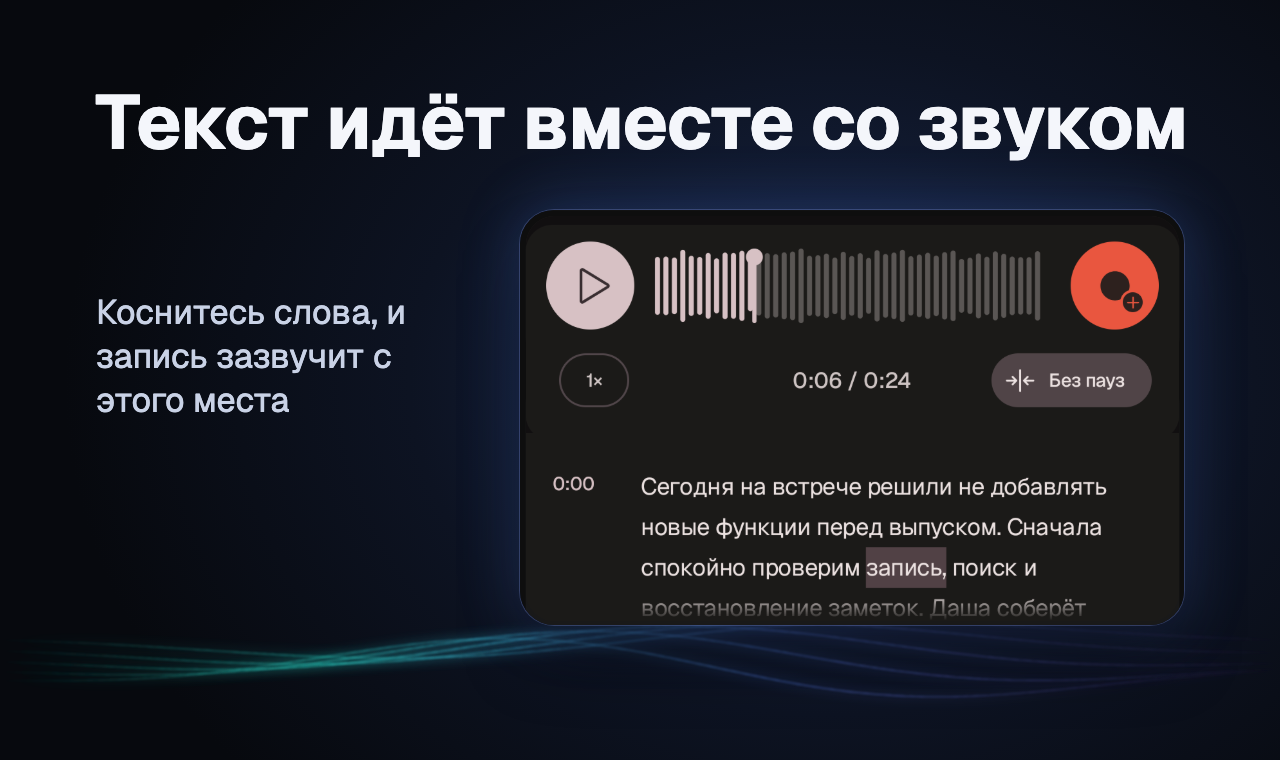 Текст идёт вместе со звуком
Коснитесь слова, и
запись зазвучит с
этого места
1×
0:06 / 0:24
Без пауз
0:00
Сегодня на встрече решили не добавлять
новые функции перед выпуском. Сначала
спокойно проверим запись, поиск и
восстановление заметок. Даша соберёт